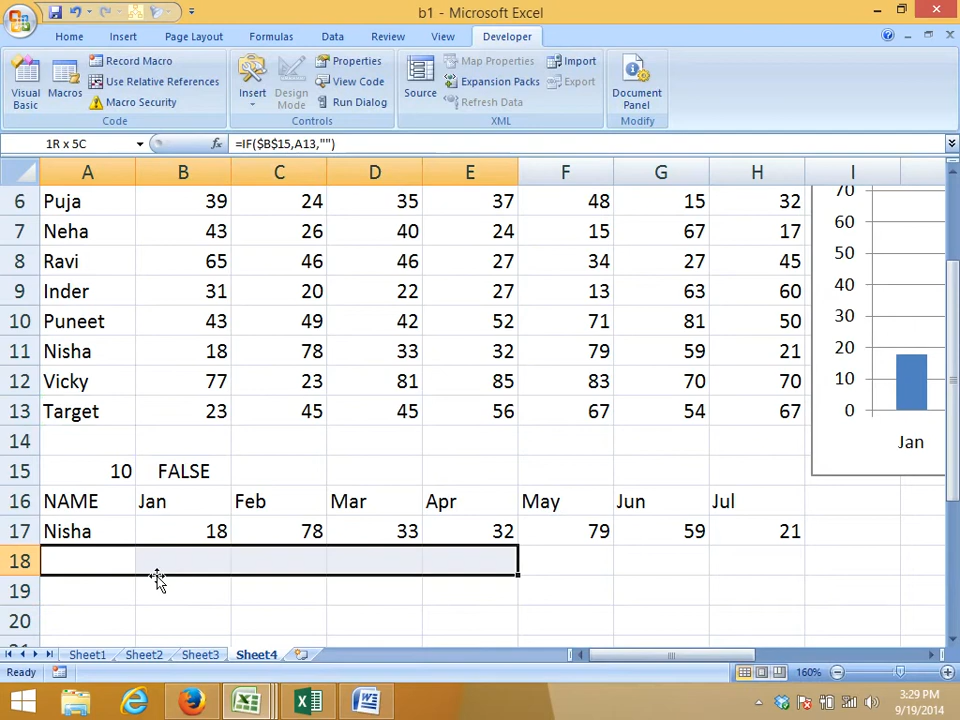 b1 - Microsoft Excel
Home Insert Page Layout Formulas Data Review View Developer
Visual Basic
Macros
Record Macro
Use Relative References
Macro Security
Code
Insert
Design Mode
Properties
View Code
Run Dialog
Controls
Source
Map Properties
Expansion Packs
Refresh Data
Import
Export
XML
Document Panel
Modify
1R x 5C fx =IF($B$15,A13,"")
A B C D E F G H I
6 Puja 39 24 35 37 48 15 32
7 Neha 43 26 40 24 15 67 17
8 Ravi 65 46 46 27 34 27 45
9 Inder 31 20 22 27 13 63 60
10 Puneet 43 49 42 52 71 81 50
11 Nisha 18 78 33 32 79 59 21
12 Vicky 77 23 81 85 83 70 70
13 Target 23 45 45 56 67 54 67
14
15 10 FALSE
16 NAME Jan Feb Mar Apr May Jun Jul
17 Nisha 18 78 33 32 79 59 21
18
19
20
70
60
50
40
30
20
10
0
Jan
Sheet1 Sheet2 Sheet3 Sheet4
Ready 160%
3:29 PM
9/19/2014